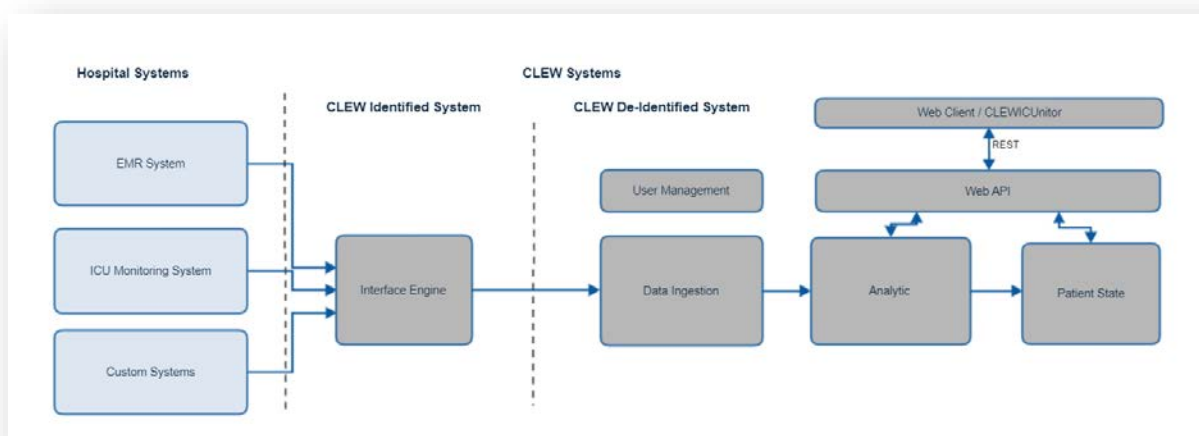 Hospital Systems
CLEW Systems
CLEW Identified System
CLEW De-Identified System
Web Client / CLEWICUnitor
REST
EMR System
User Management
Web API
ICU Monitoring System
Interface Engine
Data Ingestion
Analytic
Patient State
Custom Systems